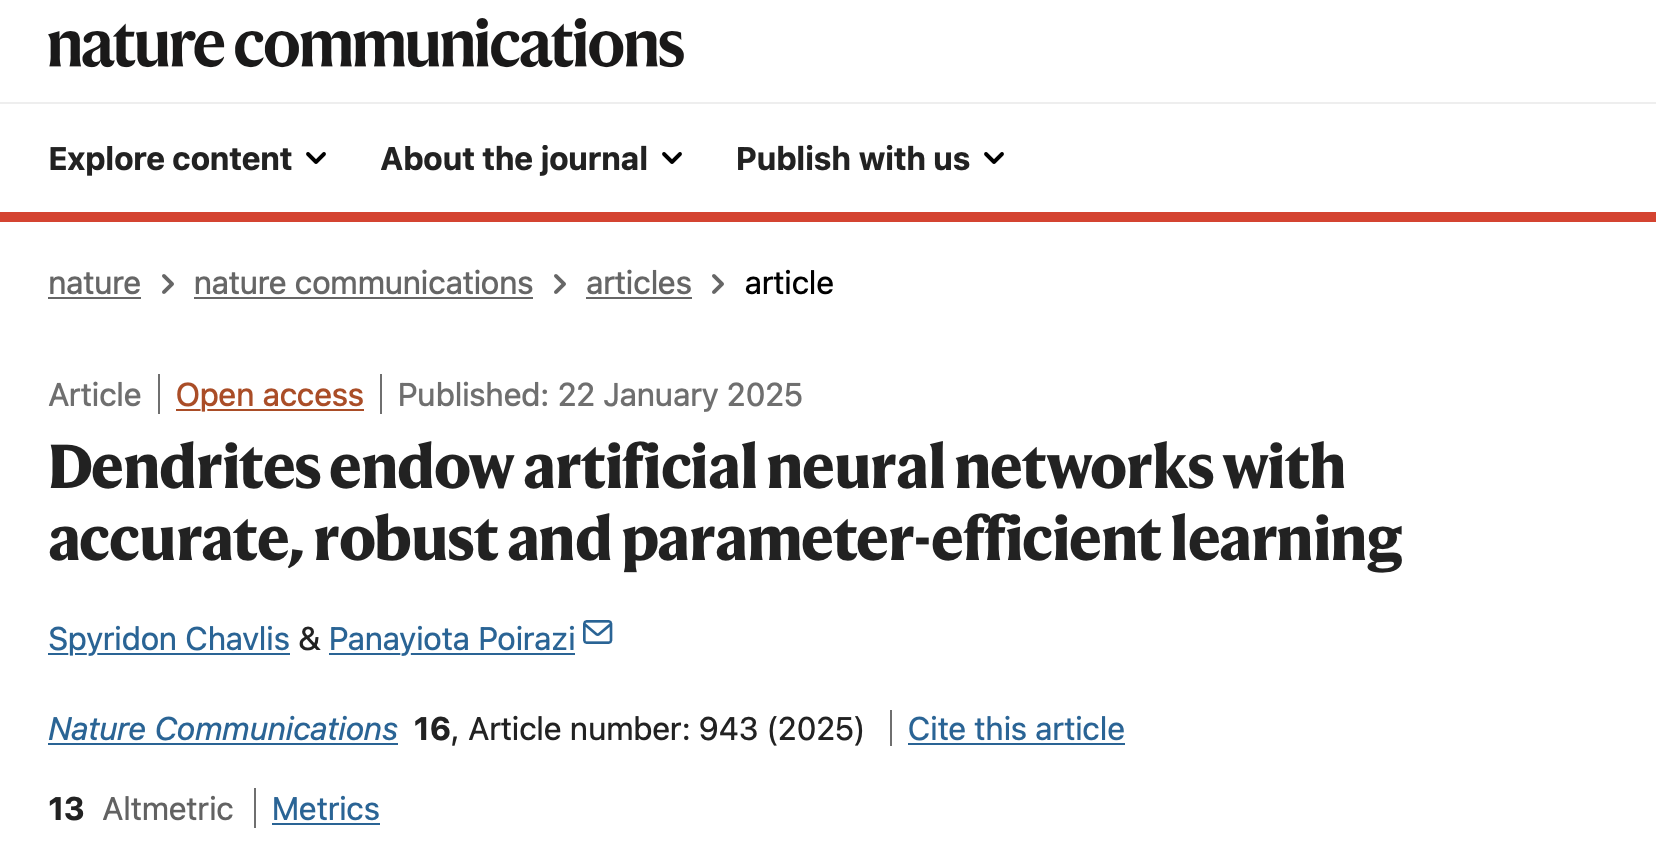 nature communications
Explore content About the journal Publish with us
nature > nature communications > articles > article
Article | Open access | Published: 22 January 2025
Dendrites endow artificial neural networks with
accurate, robust and parameter-efficient learning
Spyridon Chavlis & Panayiota Poirazi
Nature Communications 16, Article number: 943 (2025) | Cite this article
13 Altmetric | Metrics